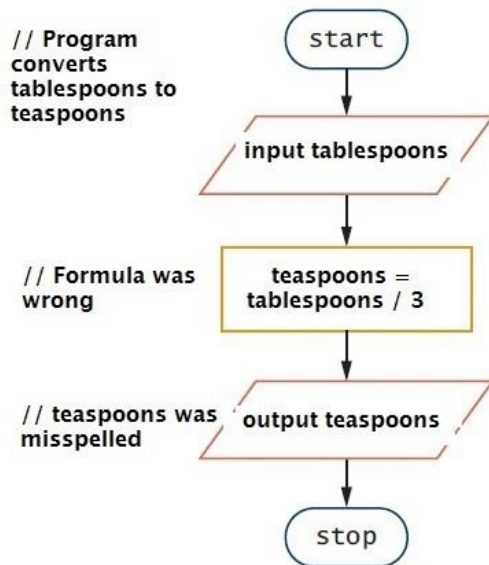 // Program
converts
tablespoons to
teaspoons
start
input tablespoons
// Formula was
wrong
teaspoons =
tablespoons / 3
// teaspoons was
misspelled
output teaspoons
stop